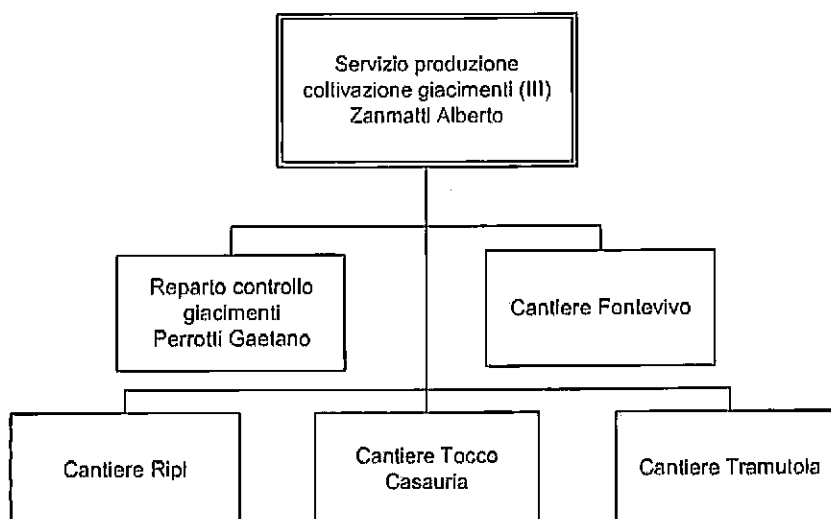 Servizio produzione
coltivazione giacimenti (III)
Zanmatti Alberto
Reparto controllo
giacimenti
Perrotti Gaetano
Cantiere Fontevivo
Cantiere Ripi
Cantiere Tocco
Casauria
Cantiere Tramutola